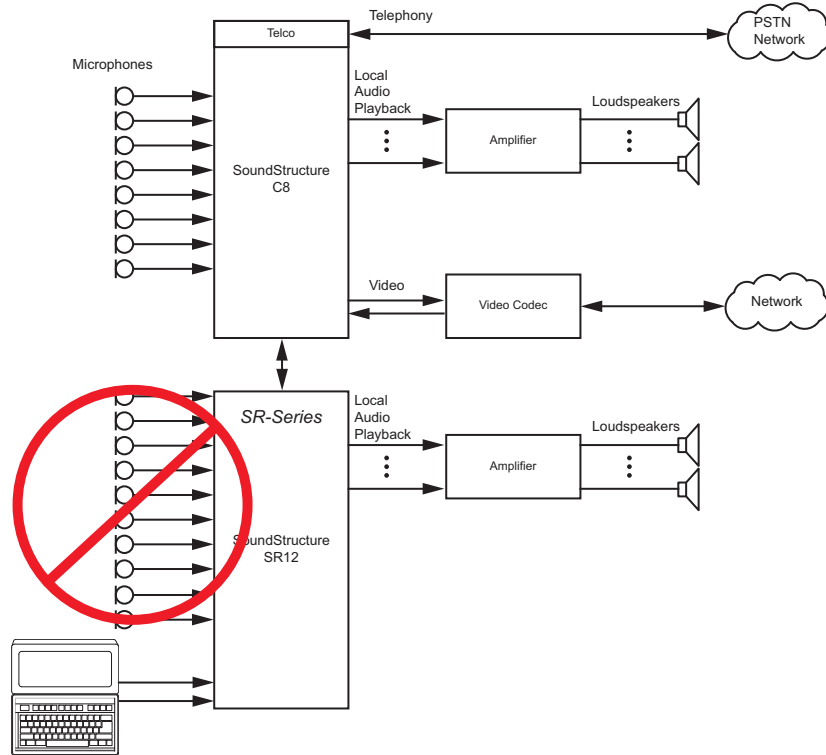 Telco
Telephony
PSTN
Network
Microphones
Local
Audio
Playback
Loudspeakers
Amplifier
SoundStructure
C8
Video
Video Codec
Network
SR-Series
Local
Audio
Playback
Loudspeakers
Amplifier
SoundStructure
SR12